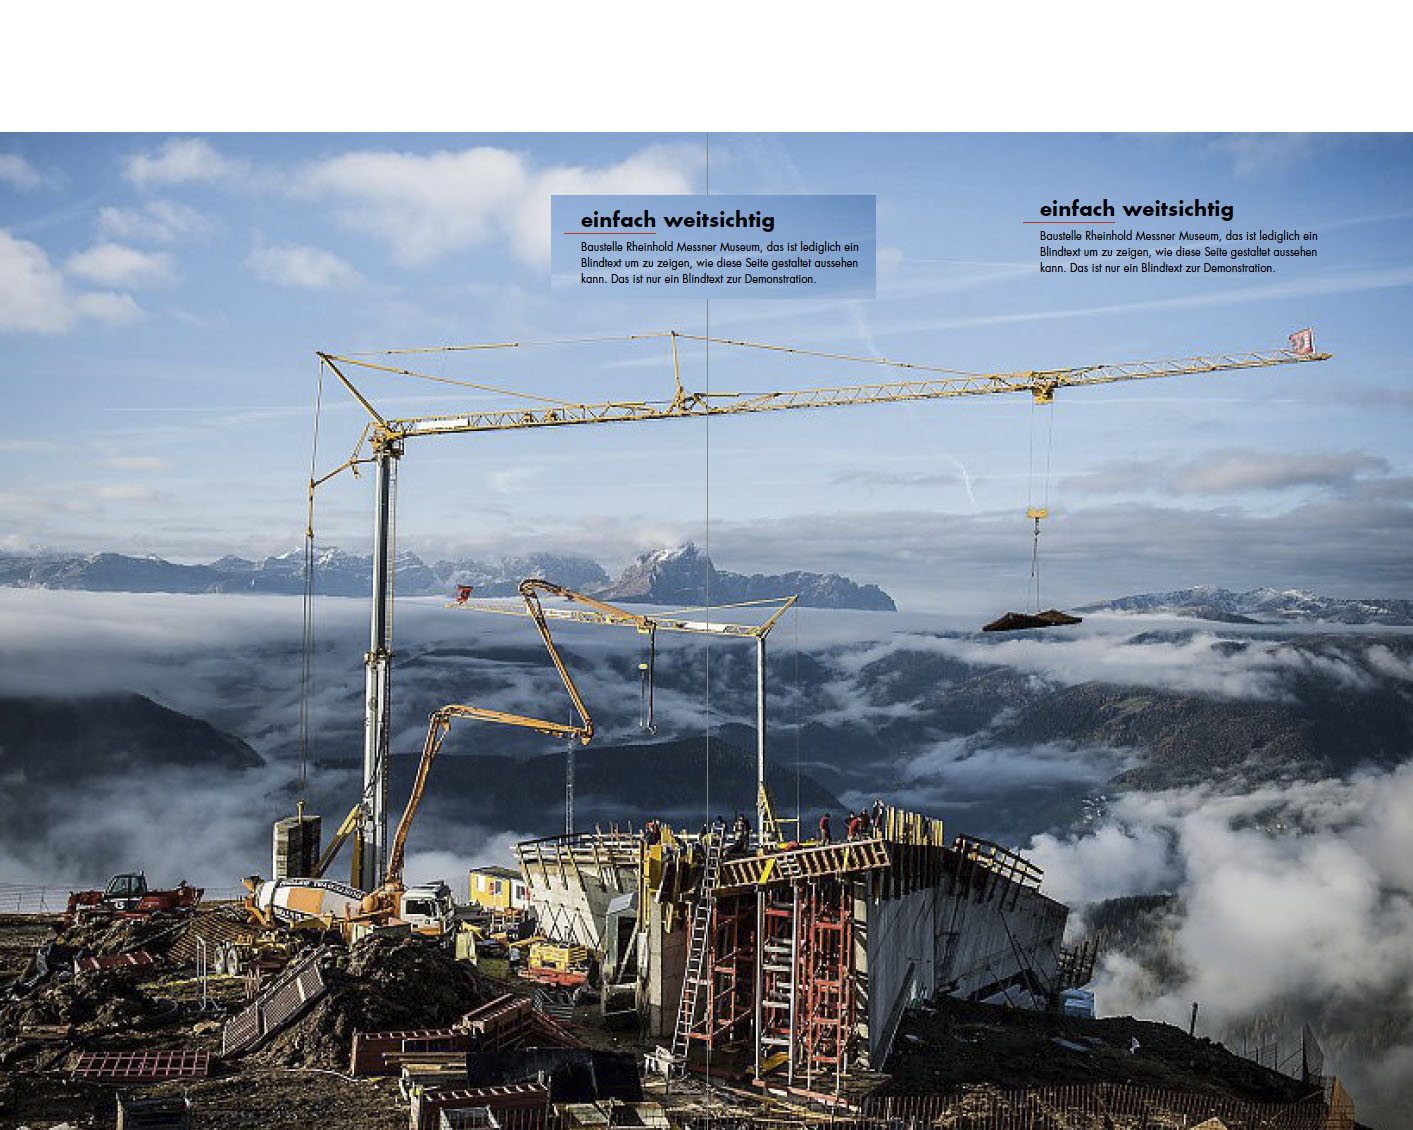 einfach weitsichtig
Baustelle Rheinhold Messner Museum, das ist lediglich ein
Blindtext um zu zeigen, wie diese Seite gestaltet aussehen
kann. Das ist nur ein Blindtext zur Demonstration.
einfach weitsichtig
Baustelle Rheinhold Messner Museum, das ist lediglich ein
Blindtext um zu zeigen, wie diese Seite gestaltet aussehen
kann. Das ist nur ein Blindtext zur Demonstration.